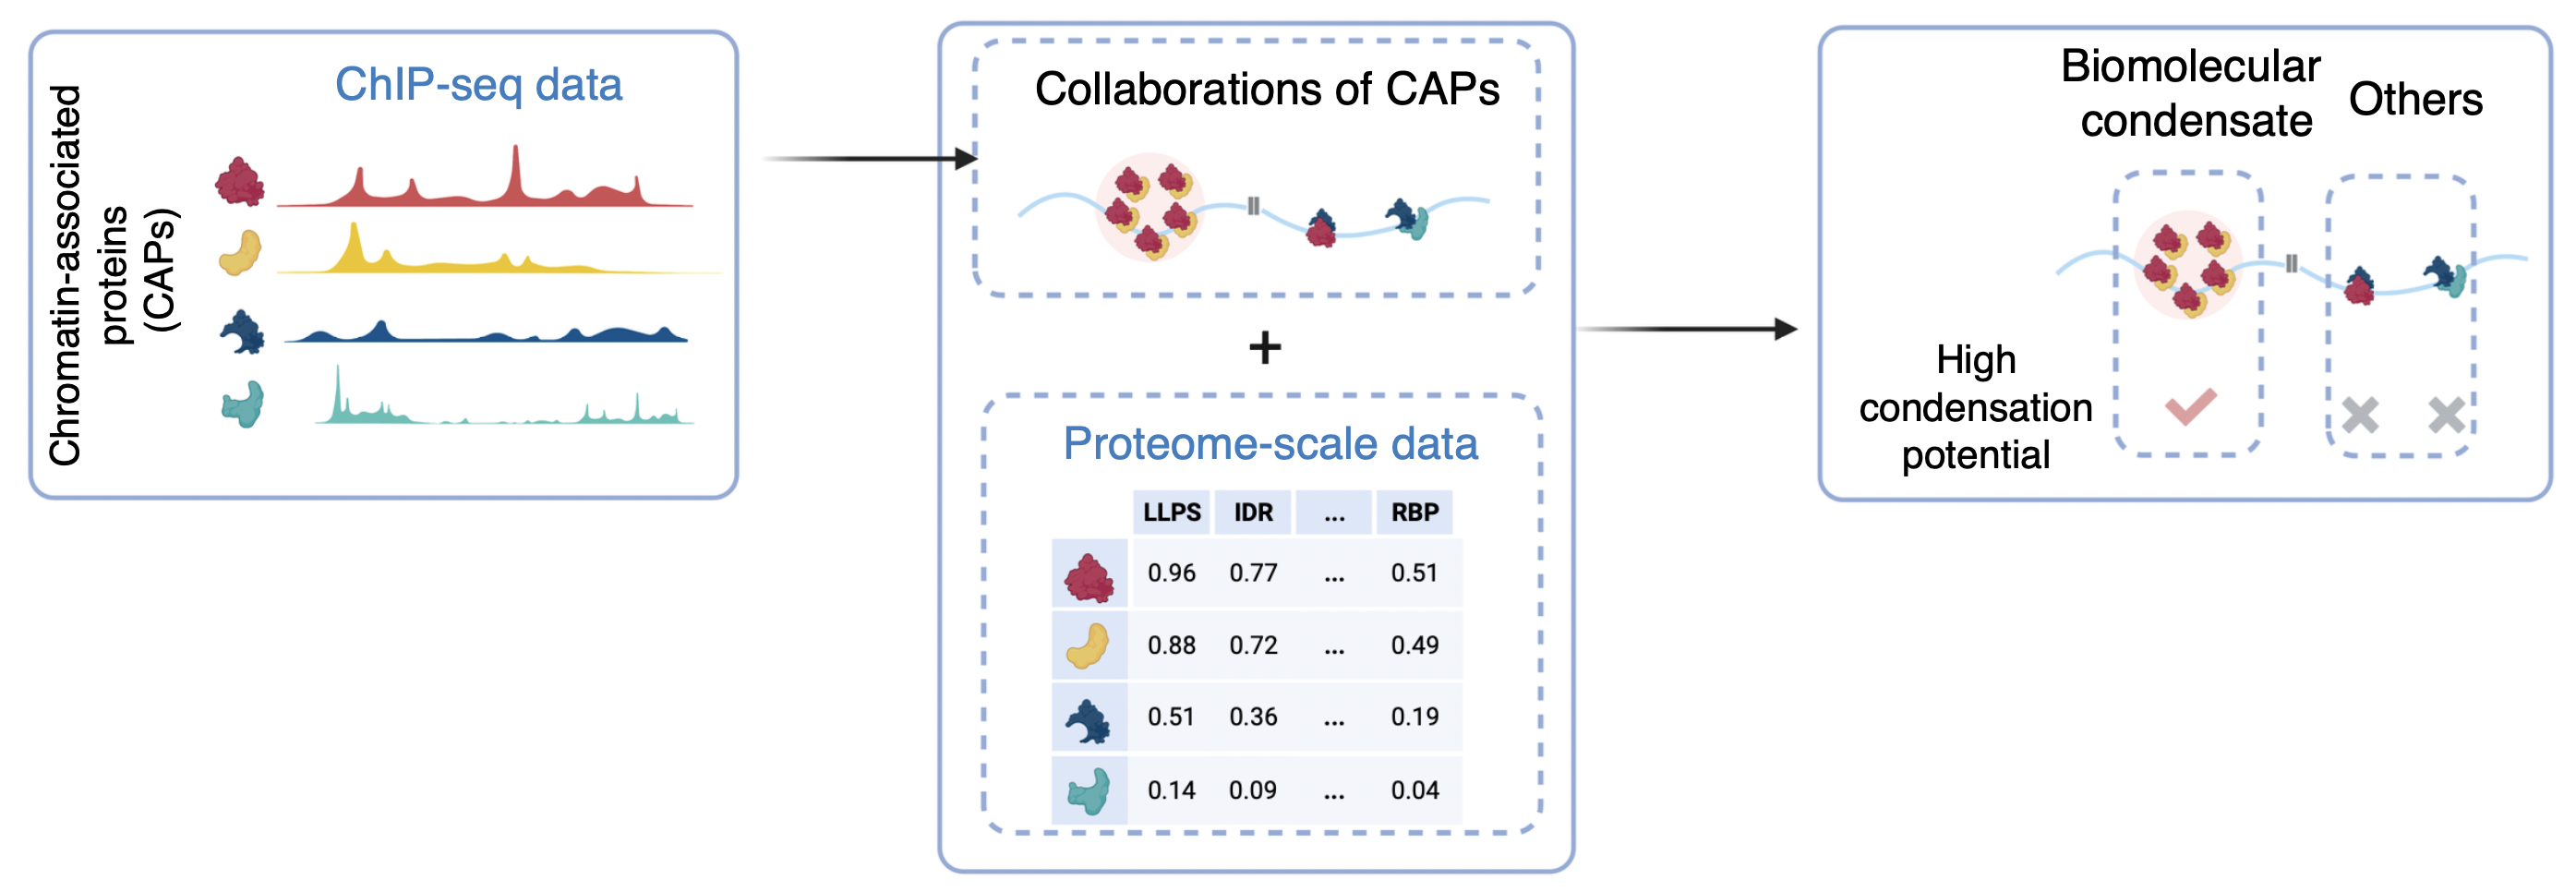 Chromatin-associated
proteins
(CAPs)
ChIP-seq data
Collaborations of CAPs
+
Proteome-scale data
LLPS IDR ... RBP
0.96 0.77 ... 0.51
0.88 0.72 ... 0.49
0.51 0.36 ... 0.19
0.14 0.09 ... 0.04
Biomolecular
condensate
Others
High
condensation
potential